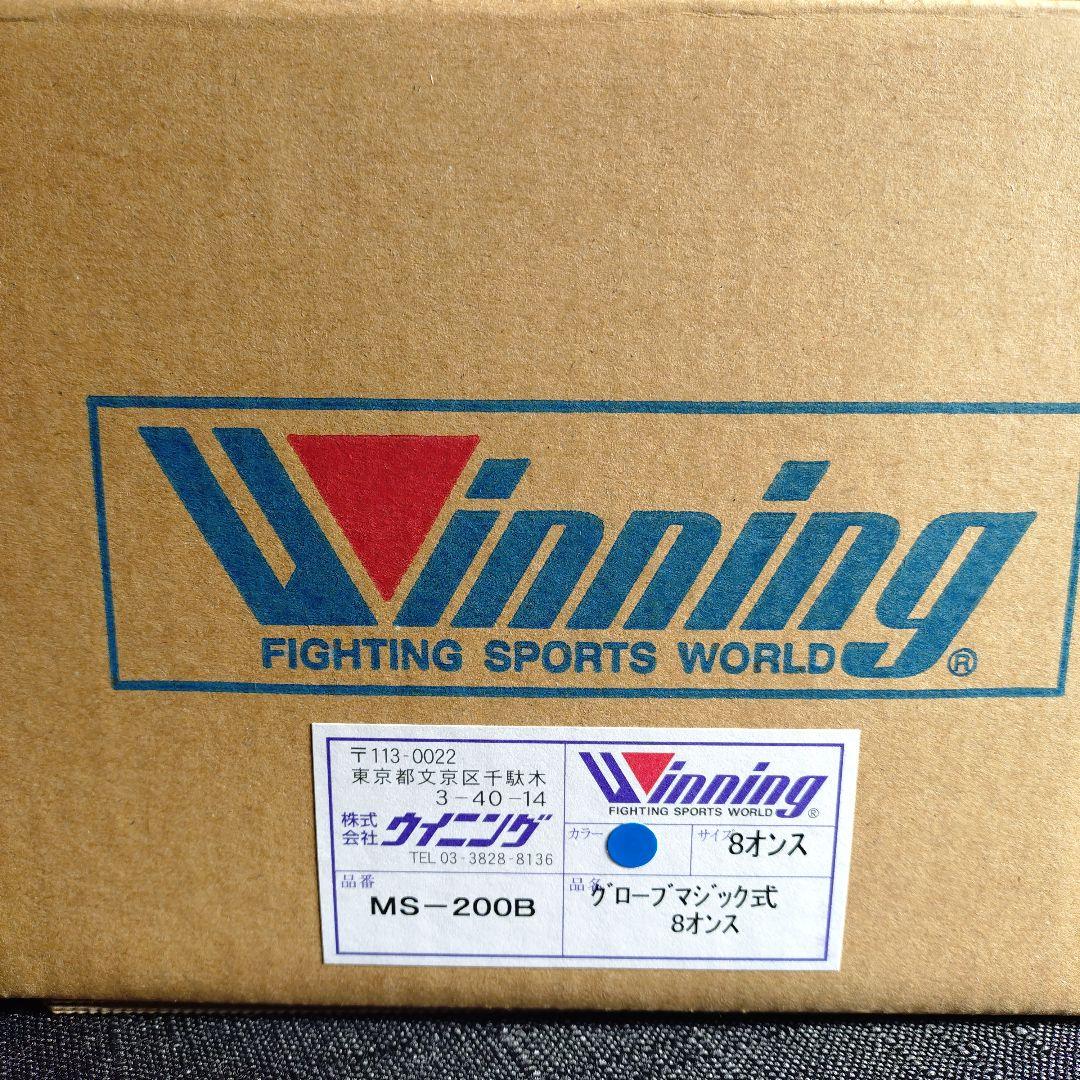 Winning
FIGHTING SPORTS WORLD®
〒113-0022
東京都文京区千駄木
3-40-14
株式会社 ウイニング
TEL 03-3828-8136
Winning
FIGHTING SPORTS WORLD®
カラー
サイズ 8オンス
品番
MS-200B
品名 グローブマジック式
8オンス